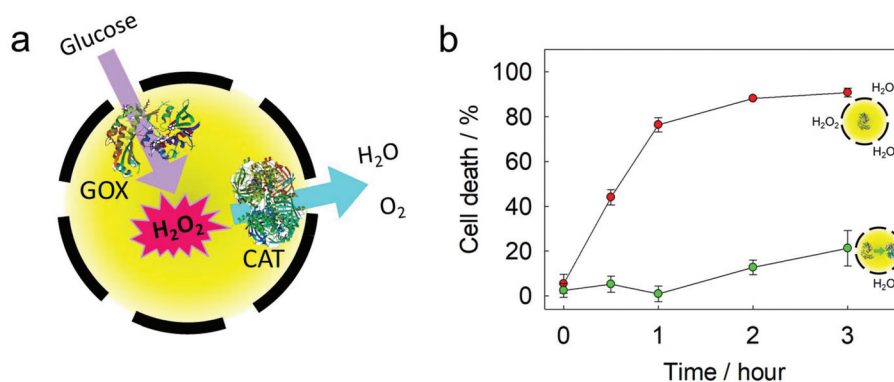 a
Glucose
GOX
H₂O₂
CAT
H₂O
O₂
b
Cell death / %
100
80
60
40
20
0
0
1
2
3
Time / hour
H₂O
H₂O₂
H₂O
H₂O